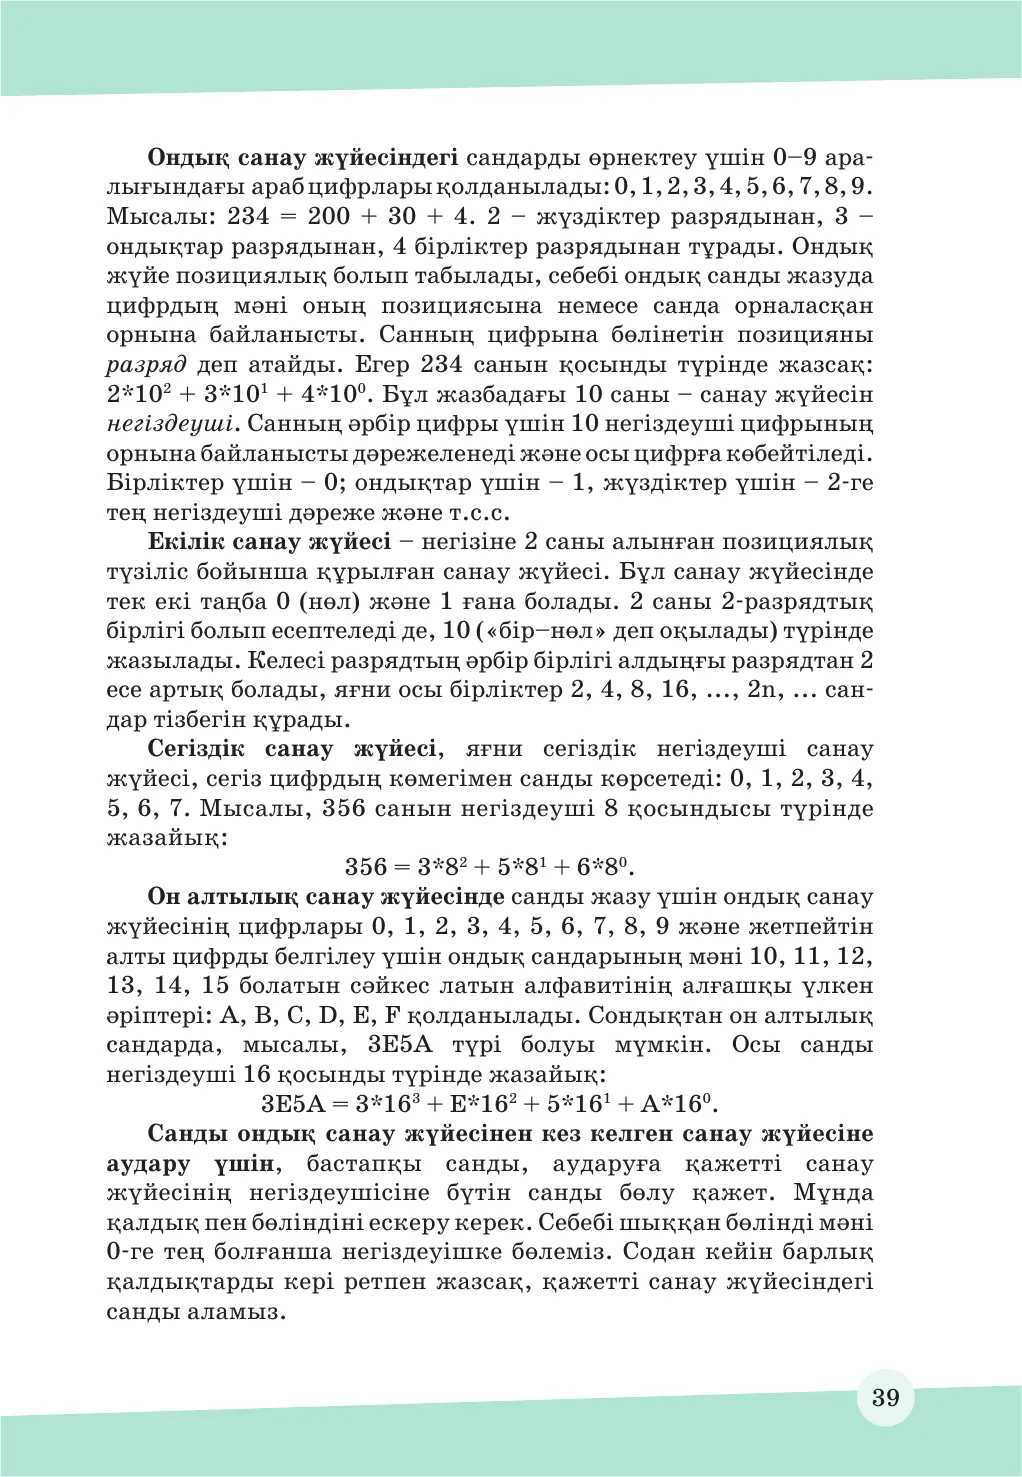 Ондық санау жүйесіндегі сандарды өрнектеу үшін 0–9 ара-
лығындағы араб цифрлары қолданылады: 0, 1, 2, 3, 4, 5, 6, 7, 8, 9.
Мысалы: 234 = 200 + 30 + 4. 2 – жүздіктер разрядынан, 3 –
ондықтар разрядынан, 4 бірліктер разрядынан тұрады. Ондық
жүйе позициялық болып табылады, себебі ондық санды жазуда
цифрдың мәні оның позициясына немесе санда орналасқан
орнына байланысты. Санның цифрына бөлінетін позицияны
разряд деп атайды. Егер 234 санын қосынды түрінде жазсақ:
2*10² + 3*10¹ + 4*10⁰. Бұл жазбадағы 10 саны – санау жүйесін
негіздеуші. Санның әрбір цифры үшін 10 негіздеуші цифрының
орнына байланысты дәрежеленеді және осы цифрға көбейтіледі.
Бірліктер үшін – 0; ондықтар үшін – 1, жүздіктер үшін – 2-ге
тең негіздеуші дәреже және т.с.с.
Екілік санау жүйесі – негізіне 2 саны алынған позициялық
түзіліс бойынша құрылған санау жүйесі. Бұл санау жүйесінде
тек екі таңба 0 (нөл) және 1 ғана болады. 2 саны 2-разрядтық
бірлігі болып есептеледі де, 10 («бір–нөл» деп оқылады) түрінде
жазылады. Келесі разрядтың әрбір бірлігі алдыңғы разрядтан 2
есе артық болады, яғни осы бірліктер 2, 4, 8, 16, ..., 2n, ... сан-
дар тізбегін құрады.
Сегіздік санау жүйесі, яғни сегіздік негіздеуші санау
жүйесі, сегіз цифрдың көмегімен санды көрсетеді: 0, 1, 2, 3, 4,
5, 6, 7. Мысалы, 356 санын негіздеуші 8 қосындысы түрінде
жазайық:
356 = 3*8² + 5*8¹ + 6*8⁰.
Он алтылық санау жүйесінде санды жазу үшін ондық санау
жүйесінің цифрлары 0, 1, 2, 3, 4, 5, 6, 7, 8, 9 және жетпейтін
алты цифрды белгілеу үшін ондық сандарының мәні 10, 11, 12,
13, 14, 15 болатын сәйкес латын алфавитінің алғашқы үлкен
әріптері: A, B, C, D, E, F қолданылады. Сондықтан он алтылық
сандарда, мысалы, 3E5A түрі болуы мүмкін. Осы санды
негіздеуші 16 қосынды түрінде жазайық:
3E5A = 3*16³ + E*16² + 5*16¹ + A*16⁰.
Санды ондық санау жүйесінен кез келген санау жүйесіне
аудару үшін, бастапқы санды, аударуға қажетті санау
жүйесінің негіздеушісіне бүтін санды бөлу қажет. Мұнда
қалдық пен бөліндіні ескеру керек. Себебі шыққан бөлінді мәні
0-ге тең болғанша негіздеуішке бөлеміз. Содан кейін барлық
қалдықтарды кері ретпен жазсақ, қажетті санау жүйесіндегі
санды аламыз.
39